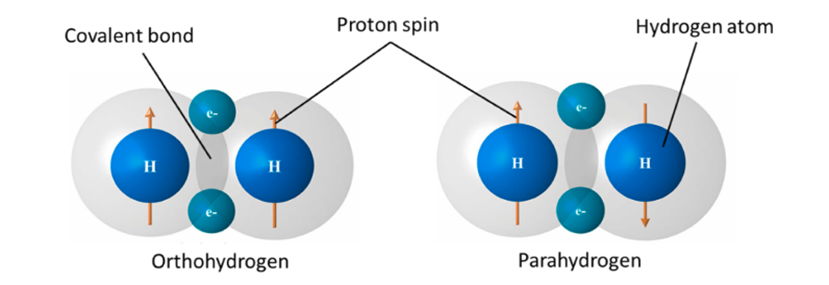 Covalent bond
Proton spin
Hydrogen atom
e-
e-
H
H
H
H
e-
e-
Orthohydrogen
Parahydrogen